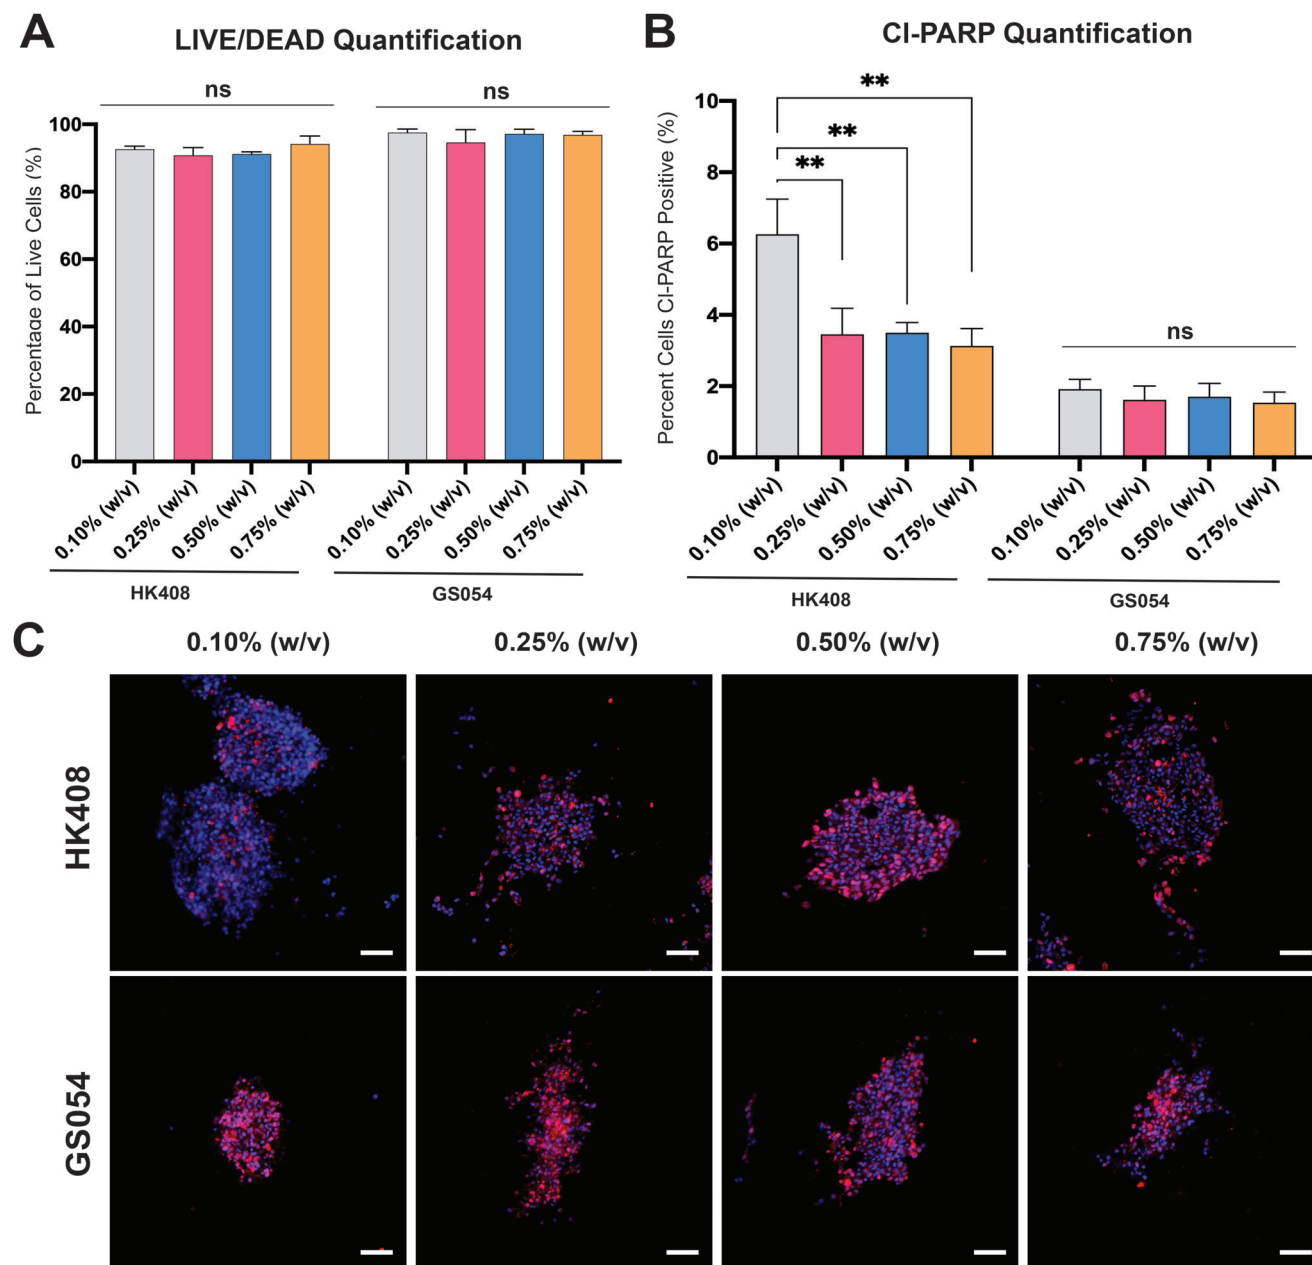 A
LIVE/DEAD Quantification
ns
ns
Percentage of Live Cells (%)
100
80
60
40
20
0
0.10% (w/v)
0.25% (w/v)
0.50% (w/v)
0.75% (w/v)
0.10% (w/v)
0.25% (w/v)
0.50% (w/v)
0.75% (w/v)
HK408
GS054
B
Cl-PARP Quantification
**
**
**
ns
Percent Cells Cl-PARP Positive (%)
10
8
6
4
2
0
0.10% (w/v)
0.25% (w/v)
0.50% (w/v)
0.75% (w/v)
0.10% (w/v)
0.25% (w/v)
0.50% (w/v)
0.75% (w/v)
HK408
GS054
C
0.10% (w/v)
0.25% (w/v)
0.50% (w/v)
0.75% (w/v)
HK408
GS054